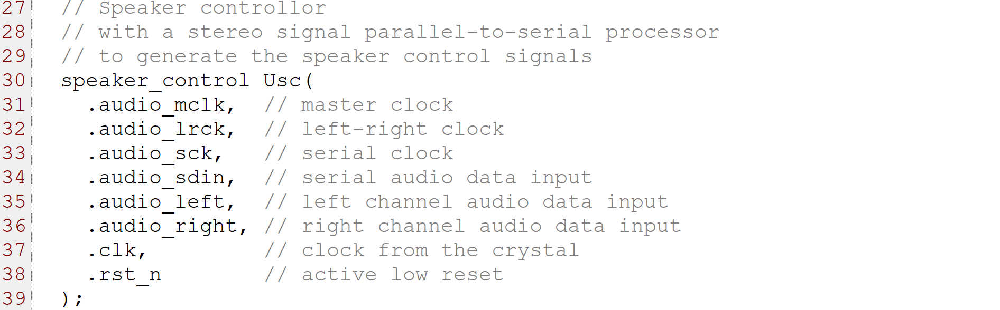 27 // Speaker controllor
28 // with a stereo signal parallel-to-serial processor
29 // to generate the speaker control signals
30 speaker_control Usc(
31 .audio_mclk, // master clock
32 .audio_lrck, // left-right clock
33 .audio_sck, // serial clock
34 .audio_sdin, // serial audio data input
35 .audio_left, // left channel audio data input
36 .audio_right, // right channel audio data input
37 .clk, // clock from the crystal
38 .rst_n // active low reset
39 );